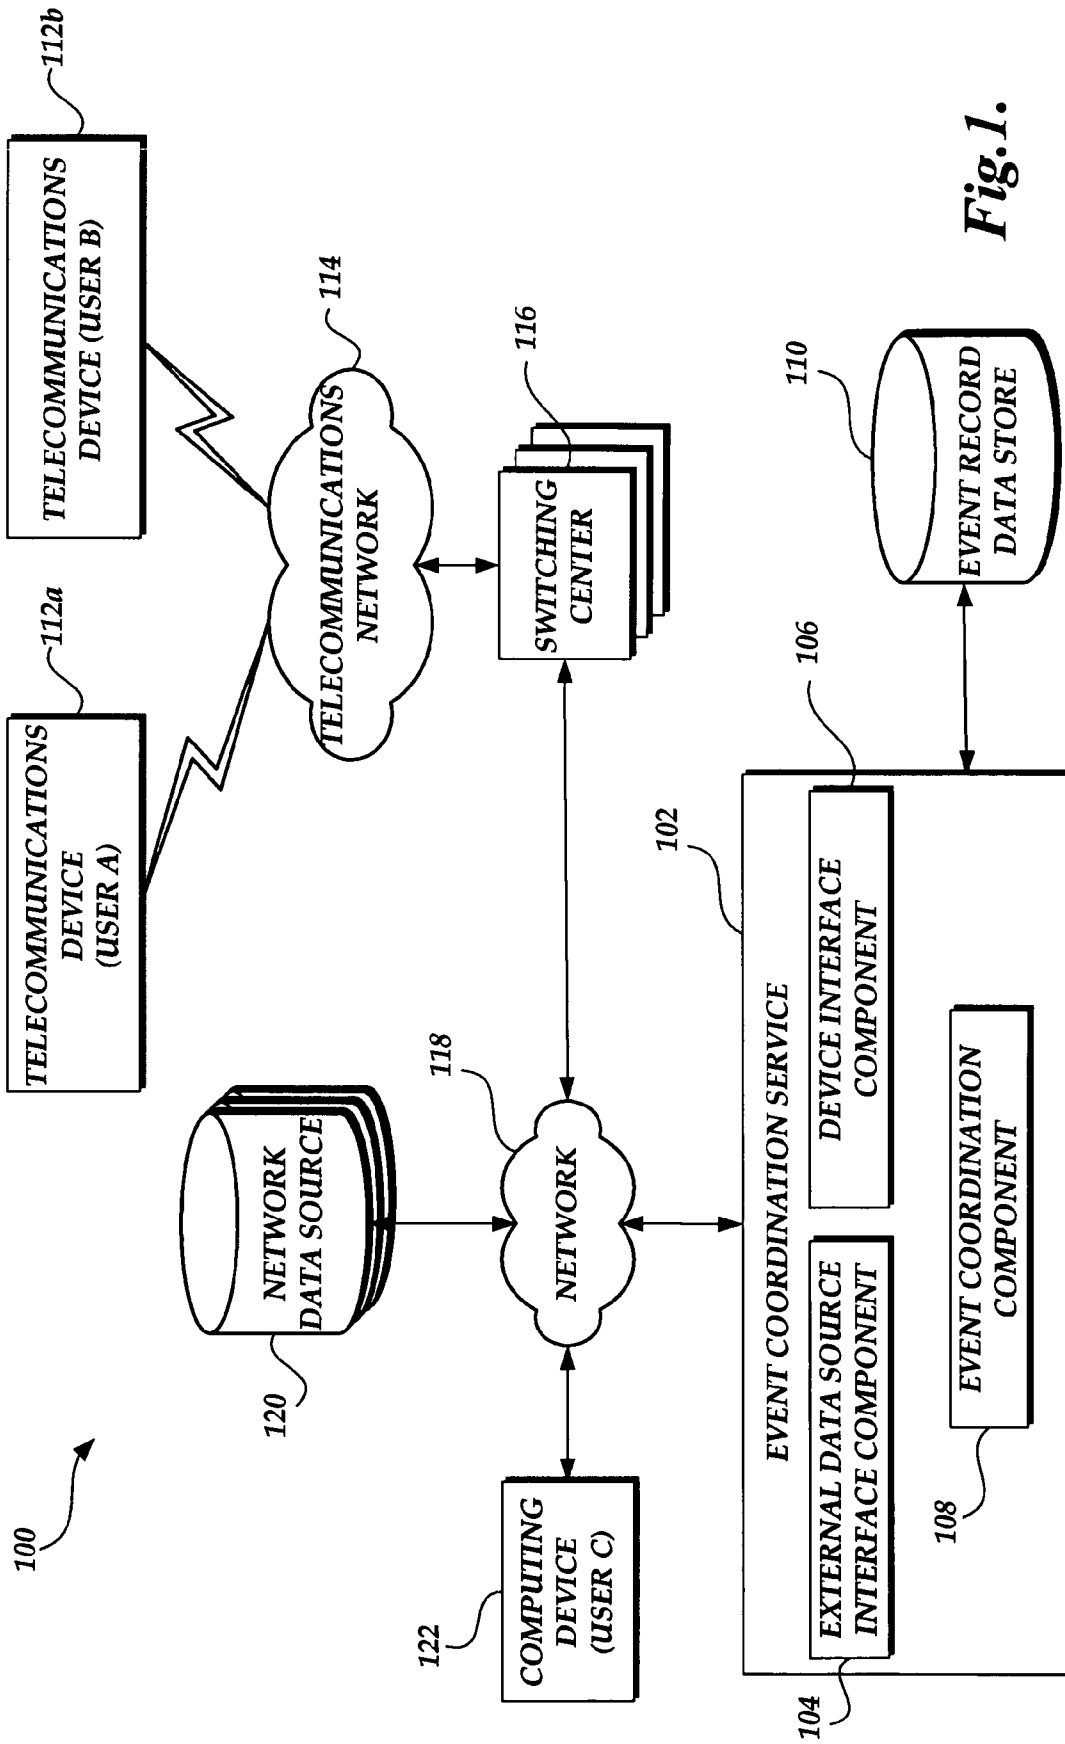 100
TELECOMMUNICATIONS
DEVICE
(USER A)
112a
TELECOMMUNICATIONS
DEVICE (USER B)
112b
NETWORK
DATA SOURCE
120
TELECOMMUNICATIONS
NETWORK
114
COMPUTING
DEVICE
(USER C)
122
NETWORK
118
SWITCHING
CENTER
116
EVENT COORDINATION SERVICE
102
EXTERNAL DATA SOURCE
INTERFACE COMPONENT
104
DEVICE INTERFACE
COMPONENT
106
EVENT COORDINATION
COMPONENT
108
EVENT RECORD
DATA STORE
110
Fig.1.